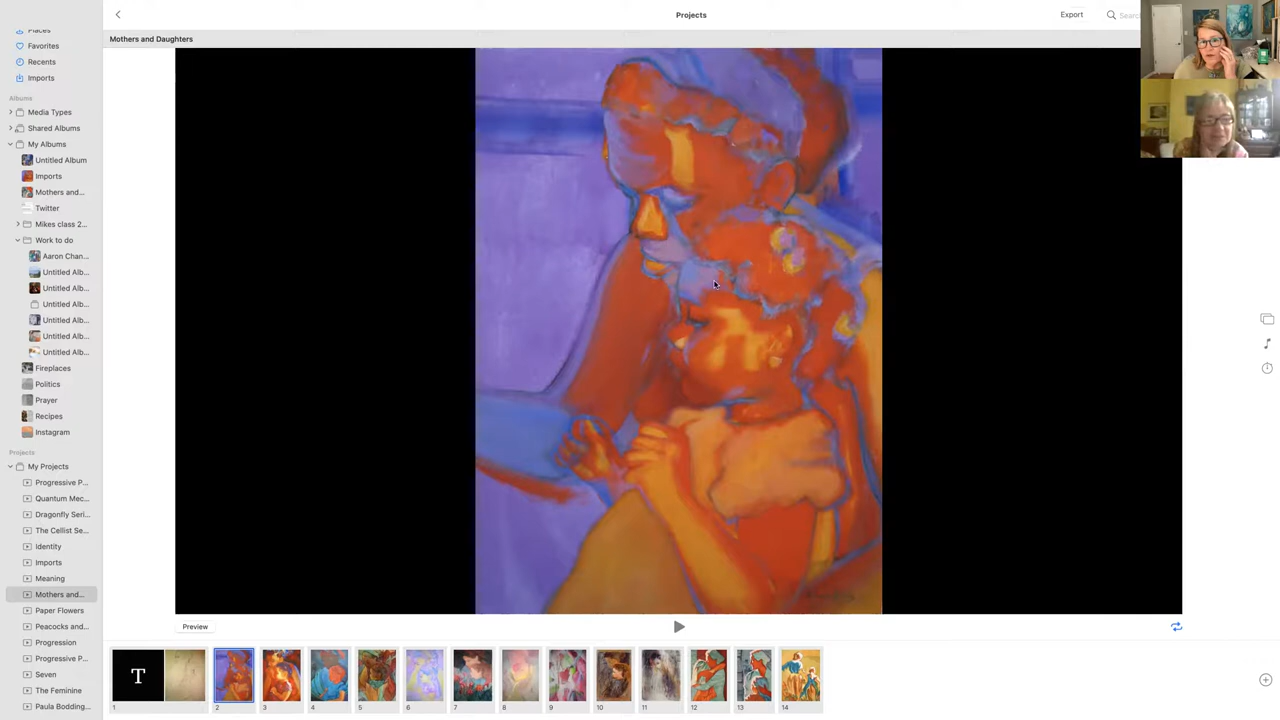 Projects
Export
Search
Mothers and Daughters
Places
Favorites
Recents
Imports
Albums
Media Types
Shared Albums
My Albums
Untitled Album
Imports
Mothers and...
Twitter
Mikes class 2...
Work to do
Aaron Chan...
Untitled Alb...
Untitled Alb...
Untitled Alb...
Untitled Alb...
Untitled Alb...
Untitled Alb...
Fireplaces
Politics
Prayer
Recipes
Instagram
Projects
My Projects
Progressive P...
Quantum Mec...
Dragonfly Seri...
The Cellist Se...
Identity
Imports
Meaning
Mothers and...
Paper Flowers
Peacocks and...
Progression
Progressive P...
Seven
The Feminine
Paula Bodding...
Preview
T
1 2 3 4 5 6 7 8 9 10 11 12 13 14